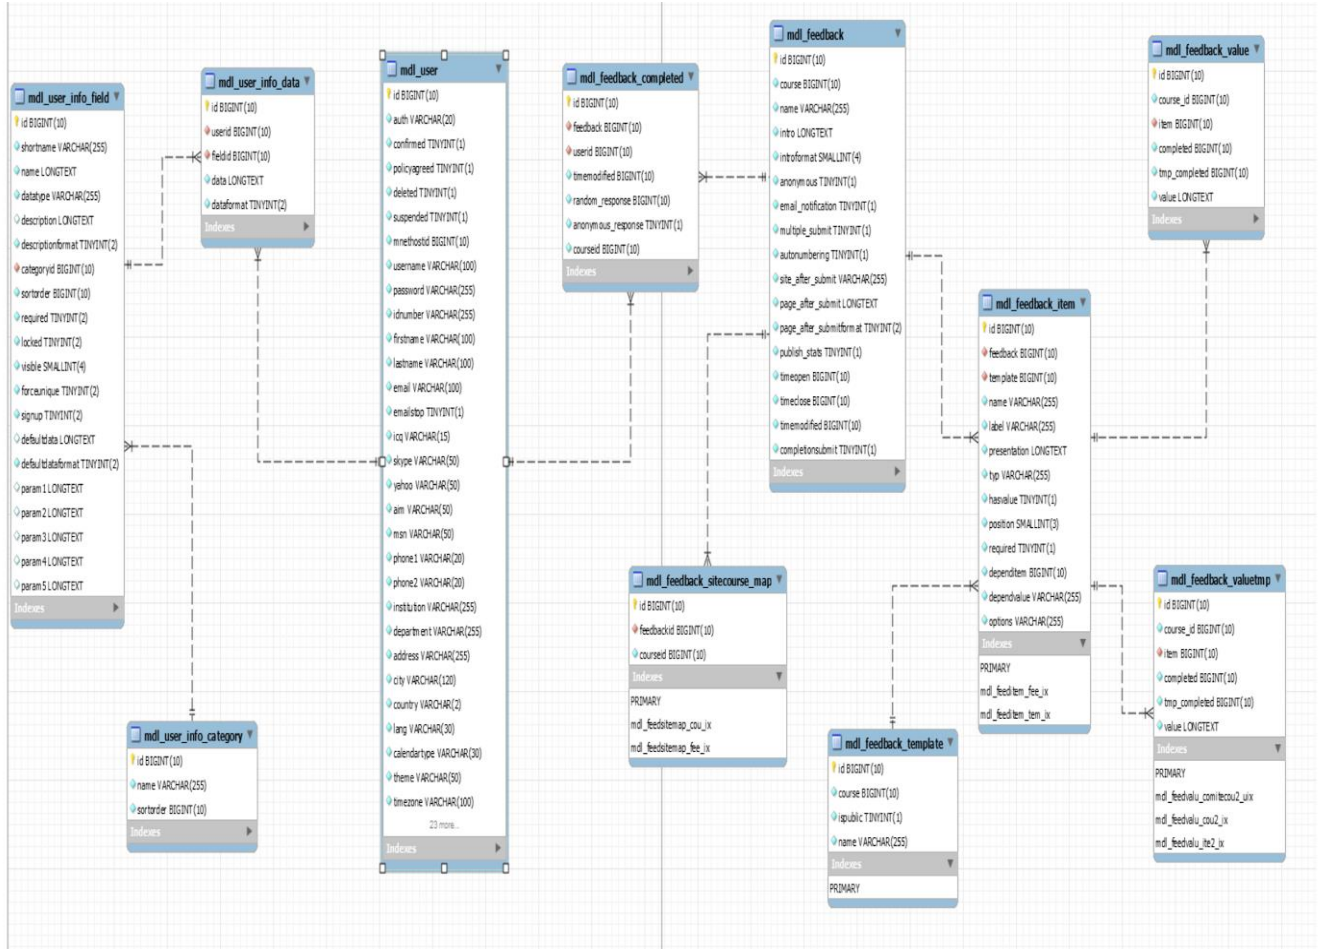 mdl_user_info_field
id BIGINT(10)
shortname VARCHAR(255)
name LONGTEXT
datatype VARCHAR(255)
description LONGTEXT
descriptionformat TINYINT(2)
categoryid BIGINT(10)
sortorder BIGINT(10)
required TINYINT(2)
locked TINYINT(2)
visible SMALLINT(4)
forceunique TINYINT(2)
signup TINYINT(2)
defaultdata LONGTEXT
defaultdataformat TINYINT(2)
param1 LONGTEXT
param2 LONGTEXT
param3 LONGTEXT
param4 LONGTEXT
param5 LONGTEXT
Indexes
mdl_user_info_data
id BIGINT(10)
userid BIGINT(10)
fieldid BIGINT(10)
data LONGTEXT
dataformat TINYINT(2)
Indexes
mdl_user_info_category
id BIGINT(10)
name VARCHAR(255)
sortorder BIGINT(10)
Indexes
mdl_user
id BIGINT(10)
auth VARCHAR(20)
confirmed TINYINT(1)
policyagreed TINYINT(1)
deleted TINYINT(1)
suspended TINYINT(1)
mnethostid BIGINT(10)
username VARCHAR(100)
password VARCHAR(255)
idnumber VARCHAR(255)
firstname VARCHAR(100)
lastname VARCHAR(100)
email VARCHAR(100)
emailstop TINYINT(1)
icq VARCHAR(15)
skype VARCHAR(50)
yahoo VARCHAR(50)
aim VARCHAR(50)
msn VARCHAR(50)
phone1 VARCHAR(20)
phone2 VARCHAR(20)
institution VARCHAR(255)
department VARCHAR(255)
address VARCHAR(255)
city VARCHAR(120)
country VARCHAR(2)
lang VARCHAR(30)
calendartype VARCHAR(30)
theme VARCHAR(50)
timezone VARCHAR(100)
23 more...
Indexes
mdl_feedback_completed
id BIGINT(10)
feedback BIGINT(10)
userid BIGINT(10)
timemodified BIGINT(10)
random_response BIGINT(10)
anonymous_response TINYINT(1)
courseid BIGINT(10)
Indexes
mdl_feedback
id BIGINT(10)
course BIGINT(10)
name VARCHAR(255)
intro LONGTEXT
introformat SMALLINT(4)
anonymous TINYINT(1)
email_notification TINYINT(1)
multiple_submit TINYINT(1)
autonumbering TINYINT(1)
site_after_submit VARCHAR(255)
page_after_submit LONGTEXT
page_after_submitformat TINYINT(2)
publish_stats TINYINT(1)
timeopen BIGINT(10)
timeclose BIGINT(10)
timemodified BIGINT(10)
completionsubmit TINYINT(1)
Indexes
mdl_feedback_sitecourse_map
id BIGINT(10)
feedbackid BIGINT(10)
courseid BIGINT(10)
Indexes
PRIMARY
mdl_feedsitemap_cou_ix
mdl_feedsitemap_fee_ix
mdl_feedback_template
id BIGINT(10)
course BIGINT(10)
ispublic TINYINT(1)
name VARCHAR(255)
Indexes
PRIMARY
mdl_feedback_item
id BIGINT(10)
feedback BIGINT(10)
template BIGINT(10)
name VARCHAR(255)
label VARCHAR(255)
presentation LONGTEXT
typ VARCHAR(255)
hasvalue TINYINT(1)
position SMALLINT(3)
required TINYINT(1)
dependitem BIGINT(10)
dependvalue VARCHAR(255)
options VARCHAR(255)
Indexes
PRIMARY
mdl_feeditem_fee_ix
mdl_feeditem_tem_ix
mdl_feedback_value
id BIGINT(10)
course_id BIGINT(10)
item BIGINT(10)
completed BIGINT(10)
tmp_completed BIGINT(10)
value LONGTEXT
Indexes
mdl_feedback_valuetmp
id BIGINT(10)
course_id BIGINT(10)
item BIGINT(10)
completed BIGINT(10)
tmp_completed BIGINT(10)
value LONGTEXT
Indexes
PRIMARY
mdl_feedvalu_comitecou2_uix
mdl_feedvalu_cou2_ix
mdl_feedvalu_ite2_ix